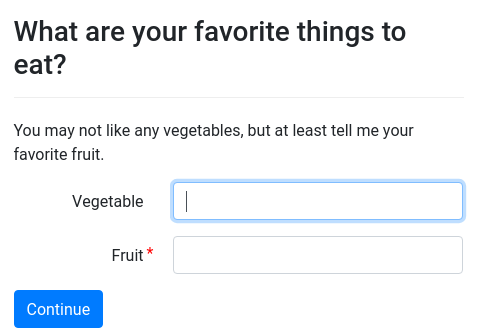 What are your favorite things to
eat?
You may not like any vegetables, but at least tell me your
favorite fruit.
Vegetable
Fruit *
Continue